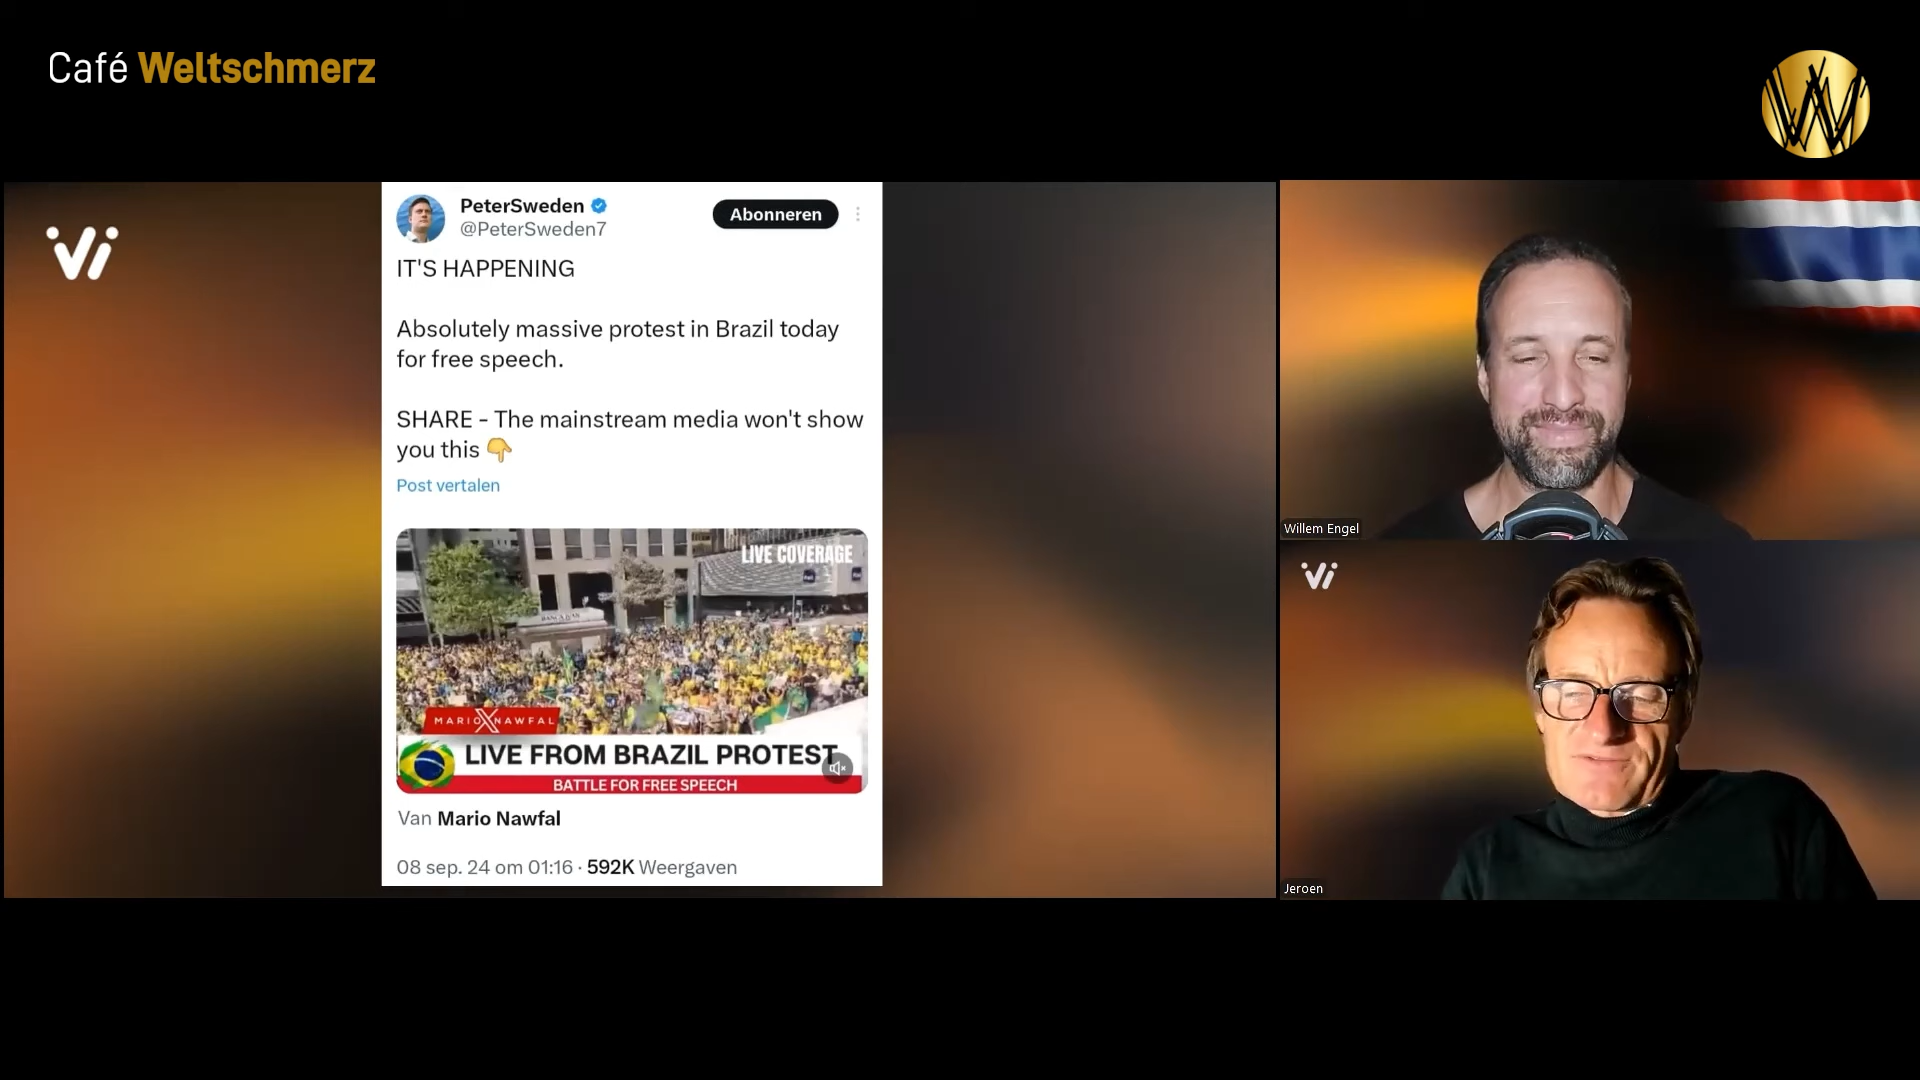 Café Weltschmerz
PeterSweden
@PeterSweden7
Abonneren
IT'S HAPPENING
Absolutely massive protest in Brazil today
for free speech.
SHARE - The mainstream media won't show
you this 👇
Post vertalen
LIVE COVERAGE
MARIO NAWFAL
LIVE FROM BRAZIL PROTEST
BATTLE FOR FREE SPEECH
Van Mario Nawfal
08 sep. 24 om 01:16 · 592K Weergaven
Willem Engel
Jeroen